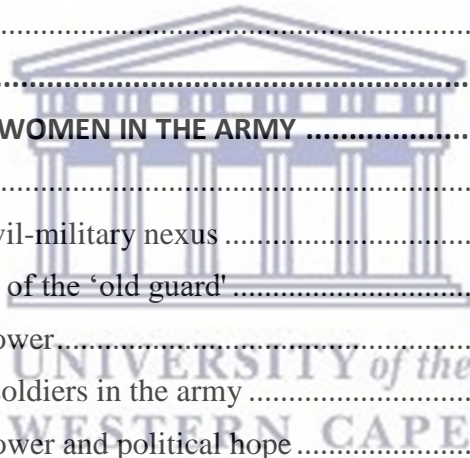 ........................................
........................................
WOMEN IN THE ARMY ..................
........................................
vil-military nexus ..............................
of the ‘old guard' .............................
ower..............................................
UNIVERSITY of the
oldiers in the army ............................
WESTERN CAPE
ower and political hope .......................